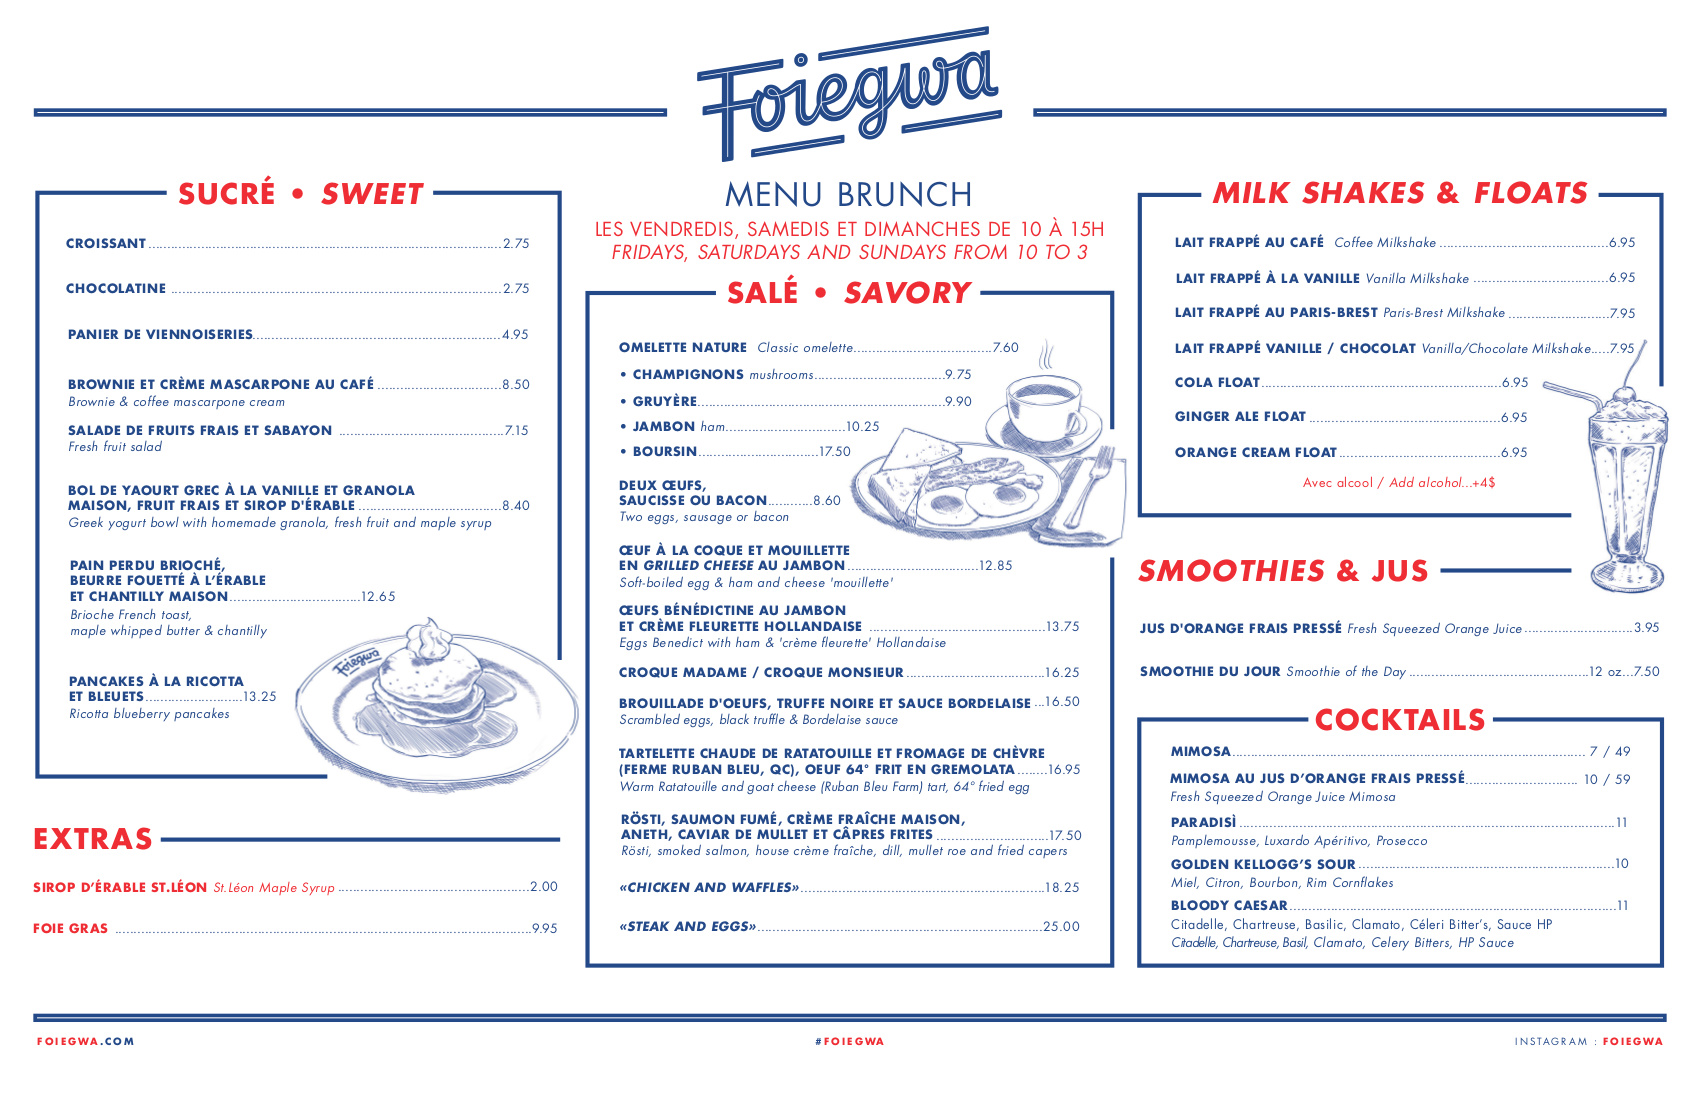 Foiegwa
MENU BRUNCH
LES VENDREDIS, SAMEDIS ET DIMANCHES DE 10 À 15H
FRIDAYS, SATURDAYS AND SUNDAYS FROM 10 TO 3
SUCRÉ • SWEET
CROISSANT 2.75
CHOCOLATINE 2.75
PANIER DE VIENNOISERIES 4.95
BROWNIE ET CRÈME MASCARPONE AU CAFÉ 8.50
Brownie & coffee mascarpone cream
SALADE DE FRUITS FRAIS ET SABAYON 7.15
Fresh fruit salad
BOL DE YAOURT GREC À LA VANILLE ET GRANOLA
MAISON, FRUIT FRAIS ET SIROP D'ÉRABLE 8.40
Greek yogurt bowl with homemade granola, fresh fruit and maple syrup
PAIN PERDU BRIOCHÉ,
BEURRE FOUETTÉ À L’ÉRABLE
ET CHANTILLY MAISON 12.65
Brioche French toast,
maple whipped butter & chantilly
Foiegwa
PANCAKES À LA RICOTTA
ET BLEUETS 13.25
Ricotta blueberry pancakes
EXTRAS
SIROP D’ÉRABLE ST.LÉON St.Léon Maple Syrup 2.00
FOIE GRAS 9.95
SALÉ • SAVORY
OMELETTE NATURE Classic omelette 7.60
• CHAMPIGNONS mushrooms 9.75
• GRUYÈRE 9.90
• JAMBON ham 10.25
• BOURSIN 17.50
DEUX ŒUFS,
SAUCISSE OU BACON 8.60
Two eggs, sausage or bacon
ŒUF À LA COQUE ET MOUILLETTE
EN GRILLED CHEESE AU JAMBON 12.85
Soft-boiled egg & ham and cheese 'mouillette'
ŒUFS BÉNÉDICTINE AU JAMBON
ET CRÈME FLEURETTE HOLLANDAISE 13.75
Eggs Benedict with ham & 'crème fleurette' Hollandaise
CROQUE MADAME / CROQUE MONSIEUR 16.25
BROUILLADE D'OEUFS, TRUFFE NOIRE ET SAUCE BORDELAISE ...16.50
Scrambled eggs, black truffle & Bordelaise sauce
TARTELETTE CHAUDE DE RATATOUILLE ET FROMAGE DE CHÈVRE
(FERME RUBAN BLEU, QC), OEUF 64° FRIT EN GREMOLATA 16.95
Warm Ratatouille and goat cheese (Ruban Bleu Farm) tart, 64° fried egg
RÖSTI, SAUMON FUMÉ, CRÈME FRAÎCHE MAISON,
ANETH, CAVIAR DE MULLET ET CÂPRES FRITES 17.50
Rösti, smoked salmon, house crème fraîche, dill, mullet roe and fried capers
«CHICKEN AND WAFFLES» 18.25
«STEAK AND EGGS» 25.00
MILK SHAKES & FLOATS
LAIT FRAPPÉ AU CAFÉ Coffee Milkshake 6.95
LAIT FRAPPÉ À LA VANILLE Vanilla Milkshake 6.95
LAIT FRAPPÉ AU PARIS-BREST Paris-Brest Milkshake 7.95
LAIT FRAPPÉ VANILLE / CHOCOLAT Vanilla/Chocolate Milkshake 7.95
COLA FLOAT 6.95
GINGER ALE FLOAT 6.95
ORANGE CREAM FLOAT 6.95
Avec alcool / Add alcohol...+4$
SMOOTHIES & JUS
JUS D'ORANGE FRAIS PRESSÉ Fresh Squeezed Orange Juice 3.95
SMOOTHIE DU JOUR Smoothie of the Day 12 oz...7.50
COCKTAILS
MIMOSA 7 / 49
MIMOSA AU JUS D’ORANGE FRAIS PRESSÉ 10 / 59
Fresh Squeezed Orange Juice Mimosa
PARADISÌ 11
Pamplemousse, Luxardo Apéritivo, Prosecco
GOLDEN KELLOGG’S SOUR 10
Miel, Citron, Bourbon, Rim Cornflakes
BLOODY CAESAR 11
Citadelle, Chartreuse, Basilic, Clamato, Céleri Bitter’s, Sauce HP
Citadelle, Chartreuse, Basil, Clamato, Celery Bitters, HP Sauce
FOIEGWA.COM
#FOIEGWA
INSTAGRAM : FOIEGWA